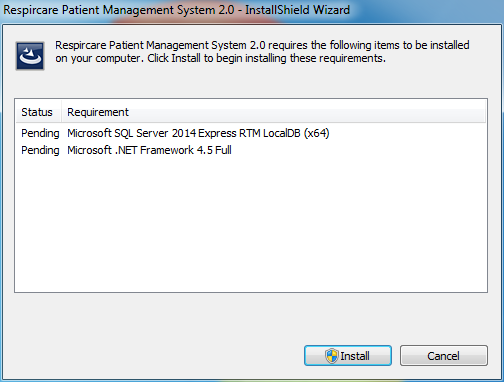 Respircare Patient Management System 2.0 - InstallShield Wizard
Respircare Patient Management System 2.0 requires the following items to be installed
on your computer. Click Install to begin installing these requirements.
Status Requirement
Pending Microsoft SQL Server 2014 Express RTM LocalDB (x64)
Pending Microsoft .NET Framework 4.5 Full
Install Cancel